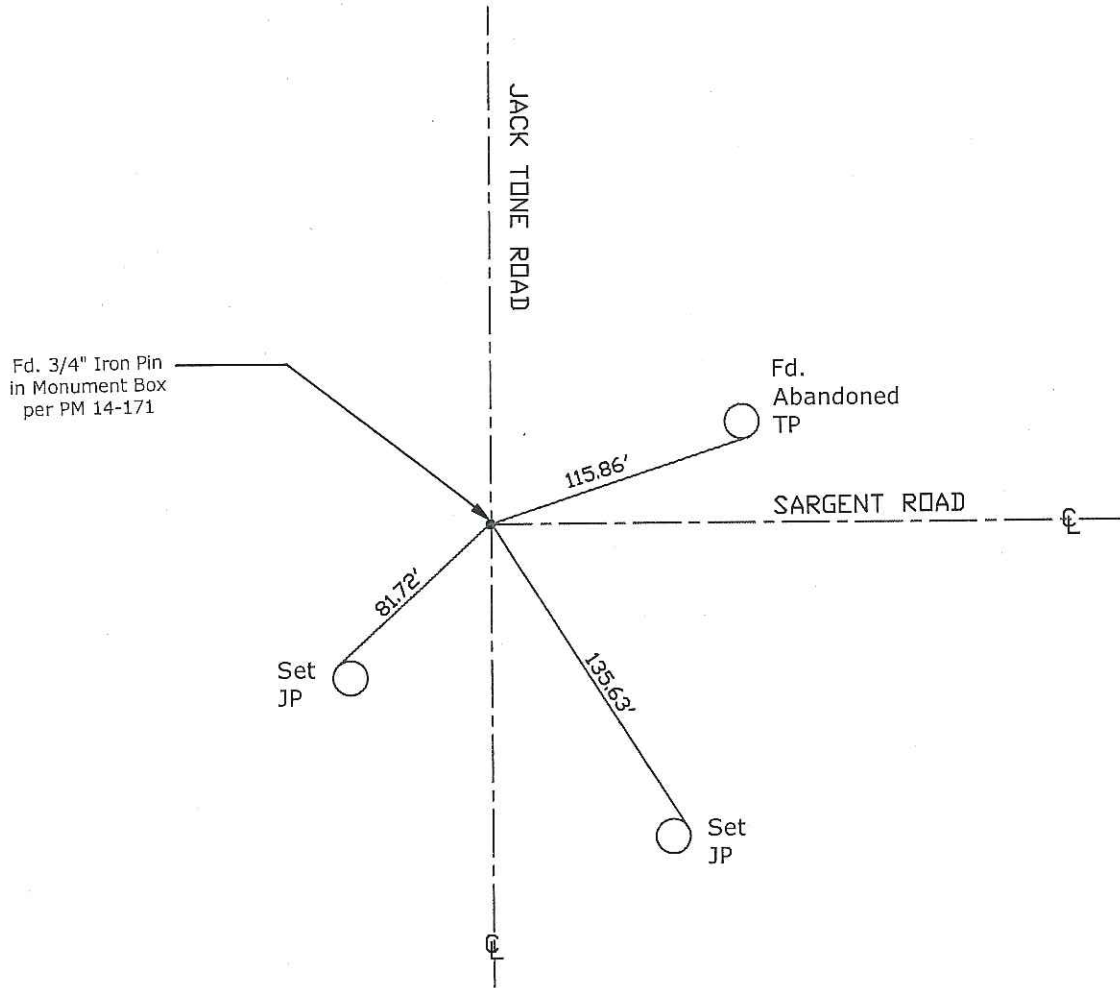 JACK TONE ROAD
Fd. 3/4" Iron Pin
in Monument Box
per PM 14-171
Fd.
Abandoned
TP
115.86'
SARGENT ROAD
℄
81.72'
Set
JP
135.63'
Set
JP
℄